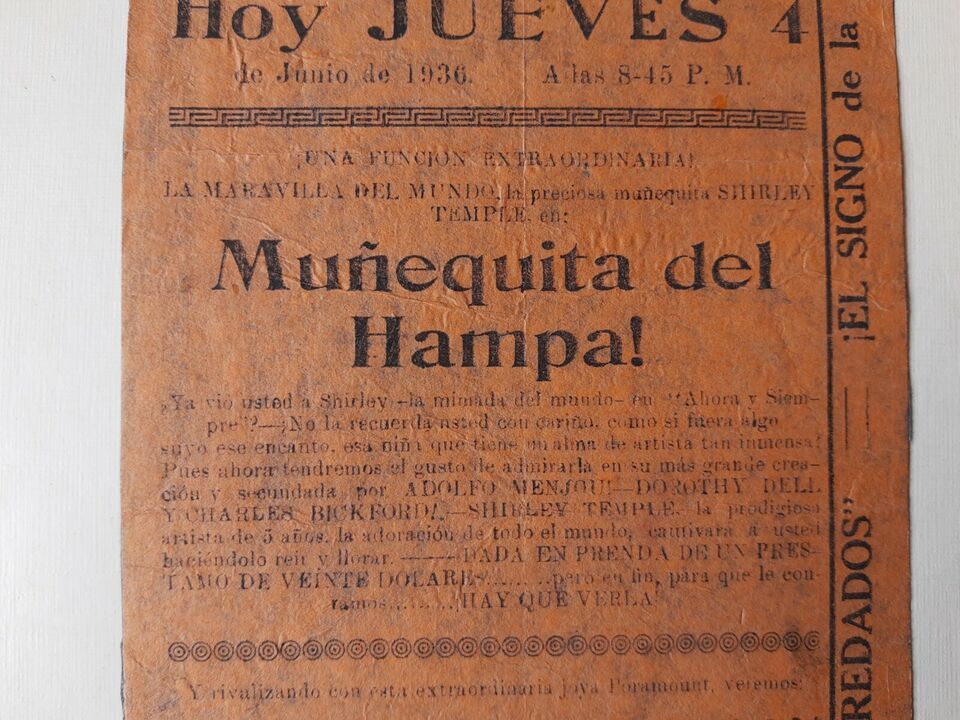 Hoy JUEVES 4
de Junio de 1936. A las 8-45 P. M.
¡UNA FUNCION EXTRAORDINARIA!
LA MARAVILLA DEL MUNDO, la preciosa muñequita SHIRLEY
TEMPLE, en:
Muñequita del
Hampa!
¿Ya vió usted a Shirley -la mimada del mundo- en "Ahora y Siem-
pre"?—¡No la recuerda usted con cariño, como si fuera algo
suyo ese encanto, esa niña que tiene un alma de artista tan inmensa?
Pues ahora tendremos el gusto de admirarla en su más grande crea-
ción y secundada por ADOLFO MENJOU!—DOROTHY DELL
Y CHARLES BICKFORD!.—SHIRLEY TEMPLE, la prodigiosa
artista de 5 años, la adoración de todo el mundo, cautivará a usted
haciéndolo reir y llorar.———DADA EN PRENDA DE UN PRES-
TAMO DE VEINTE DOLARES........pero en fin, para que le con-
tamos.........¡HAY QUE VERLA!
Y rivalizando con esta extraordinaria joya Paramount, veremos:
¡EL SIGNO de la
REDADOS"